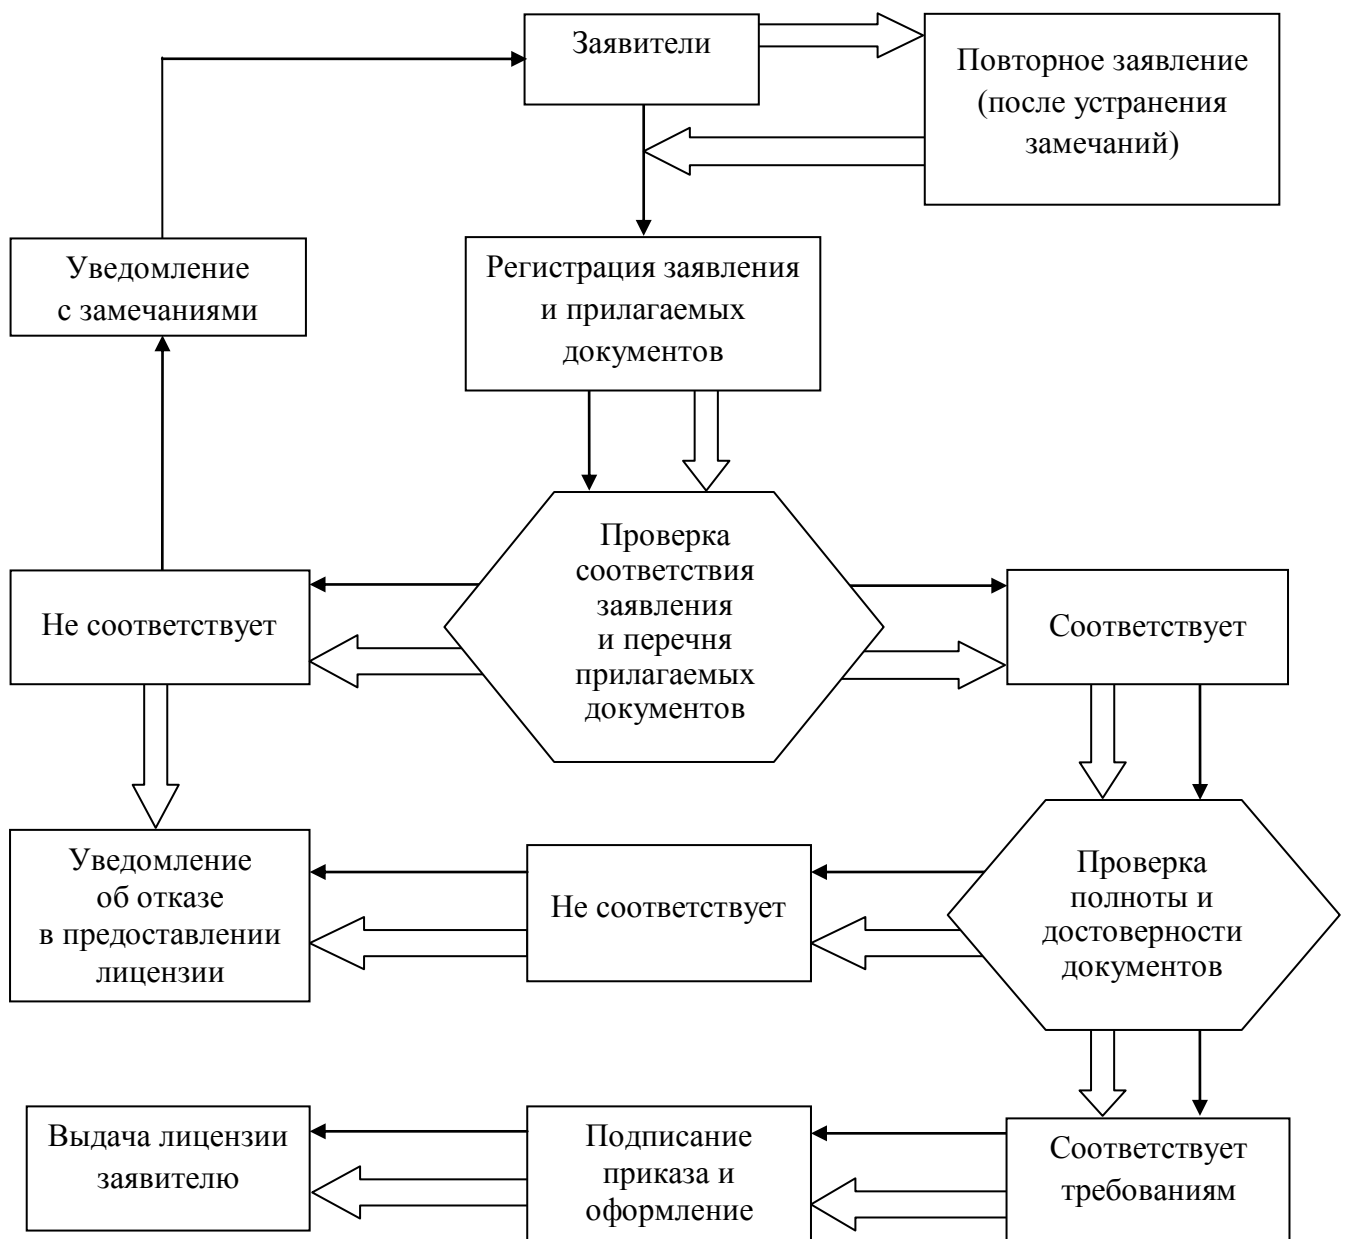 Заявители
Повторное заявление
(после устранения
замечаний)
Уведомление
с замечаниями
Регистрация заявления
и прилагаемых
документов
Проверка
соответствия
заявления
и перечня
прилагаемых
документов
Не соответствует
Соответствует
Уведомление
об отказе
в предоставлении
лицензии
Не соответствует
Проверка
полноты и
достоверности
документов
Выдача лицензии
заявителю
Подписание
приказа и
оформление
Соответствует
требованиям